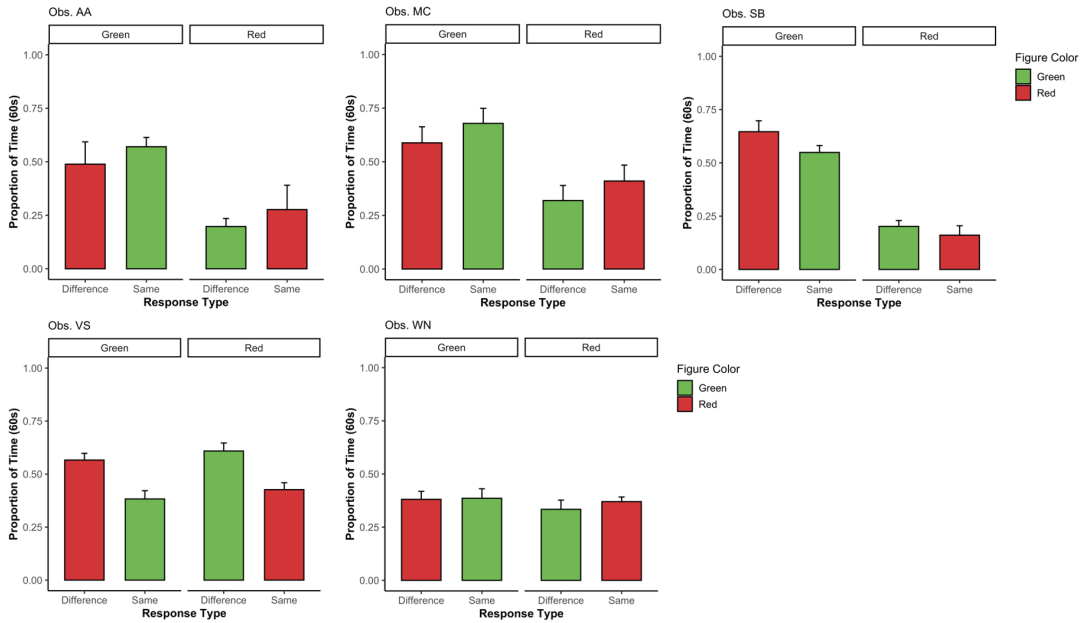 Obs. AA
Green Red
1.00
0.75
0.50
0.25
0.00
Proportion of Time (60s)
Difference Same Difference Same
Response Type
Obs. MC
Green Red
1.00
0.75
0.50
0.25
0.00
Proportion of Time (60s)
Difference Same Difference Same
Response Type
Obs. SB
Green Red
1.00
0.75
0.50
0.25
0.00
Proportion of Time (60s)
Difference Same Difference Same
Response Type
Figure Color
Green
Red
Obs. VS
Green Red
1.00
0.75
0.50
0.25
0.00
Proportion of Time (60s)
Difference Same Difference Same
Response Type
Obs. WN
Green Red
1.00
0.75
0.50
0.25
0.00
Proportion of Time (60s)
Difference Same Difference Same
Response Type
Figure Color
Green
Red